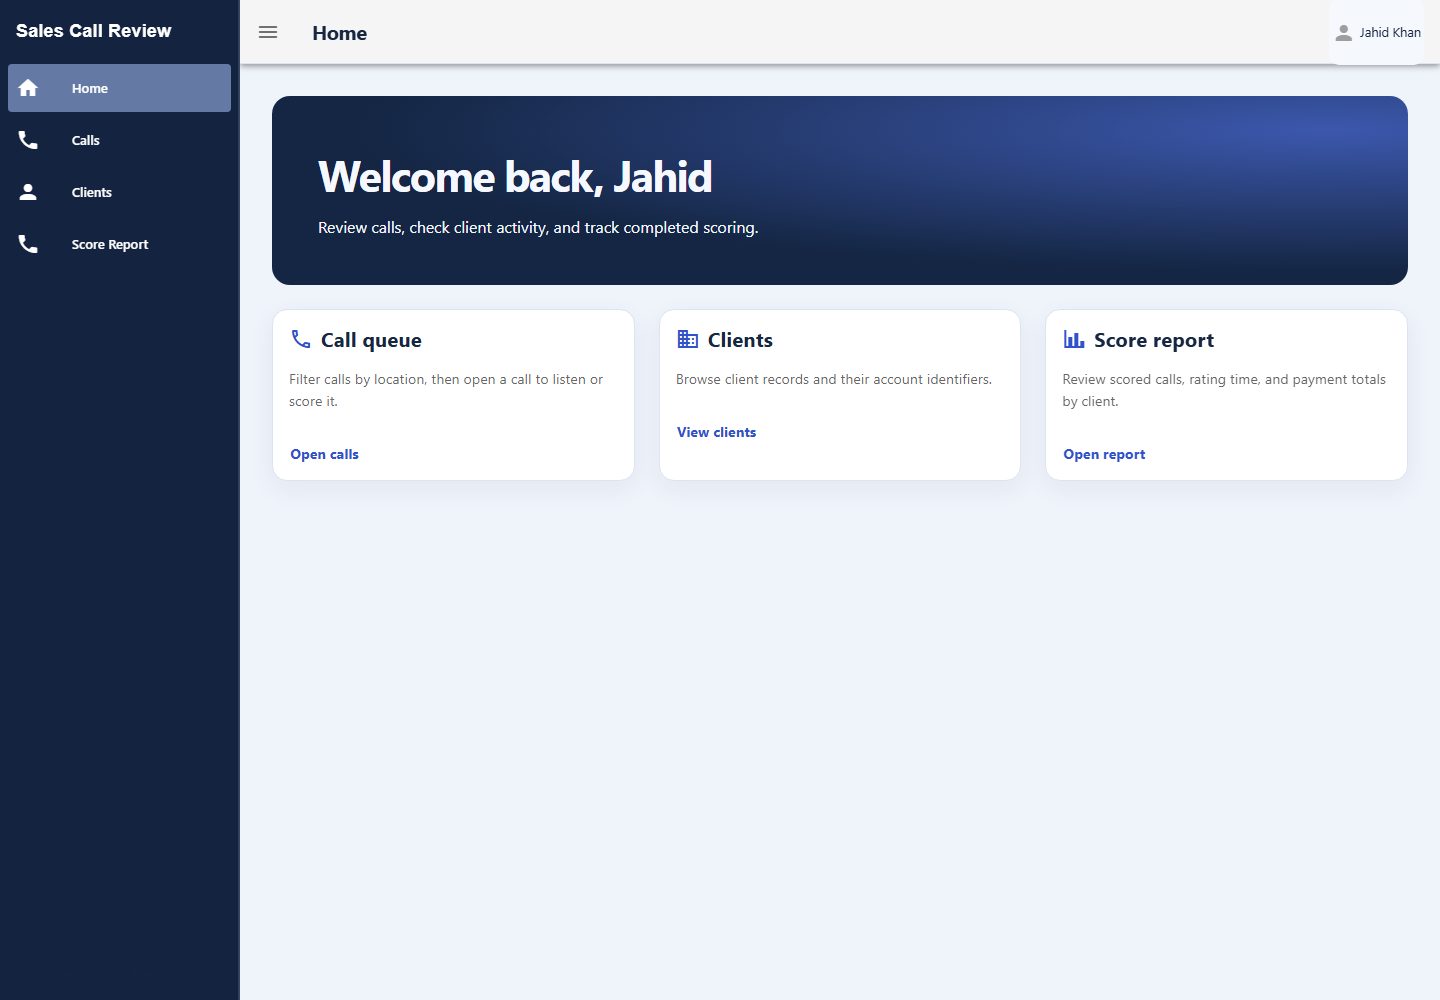 Sales Call Review
Home
Calls
Clients
Score Report
Home
Jahid Khan
Welcome back, Jahid
Review calls, check client activity, and track completed scoring.
Call queue
Filter calls by location, then open a call to listen or
score it.
Open calls
Clients
Browse client records and their account identifiers.
View clients
Score report
Review scored calls, rating time, and payment totals
by client.
Open report